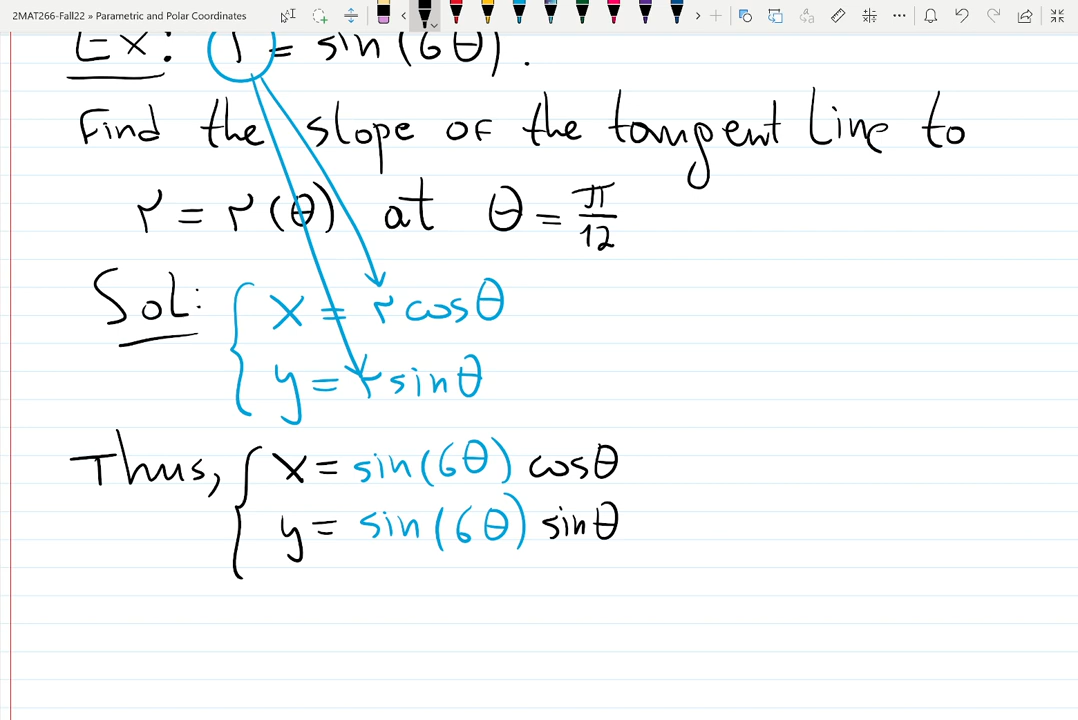 2MAT266-Fall22 » Parametric and Polar Coordinates
Ex: r = sin(6θ).
Find the slope of the tangent line to
r = r(θ) at θ = π/12
Sol: { x = r cosθ
y = r sinθ
Thus, { x = sin(6θ) cosθ
y = sin(6θ) sinθ